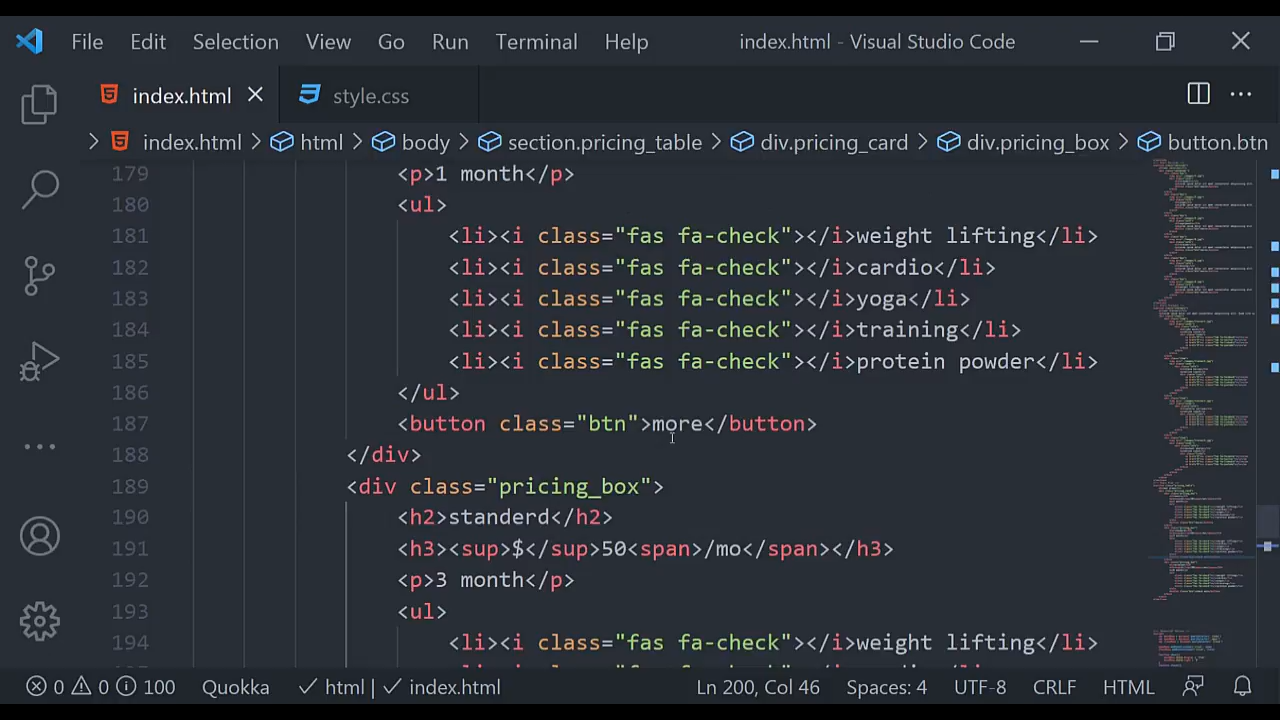 File Edit Selection View Go Run Terminal Help index.html - Visual Studio Code
index.html style.css
index.html html body section.pricing_table div.pricing_card div.pricing_box button.btn
179 <p>1 month</p>
180 <ul>
181 <li><i class="fas fa-check"></i>weight lifting</li>
182 <li><i class="fas fa-check"></i>cardio</li>
183 <li><i class="fas fa-check"></i>yoga</li>
184 <li><i class="fas fa-check"></i>training</li>
185 <li><i class="fas fa-check"></i>protein powder</li>
186 </ul>
187 <button class="btn">more</button>
188 </div>
189 <div class="pricing_box">
190 <h2>standerd</h2>
191 <h3><sup>$</sup>50<span>/mo</span></h3>
192 <p>3 month</p>
193 <ul>
194 <li><i class="fas fa-check"></i>weight lifting</li>
0 0 100 Quokka html | index.html Ln 200, Col 46 Spaces: 4 UTF-8 CRLF HTML